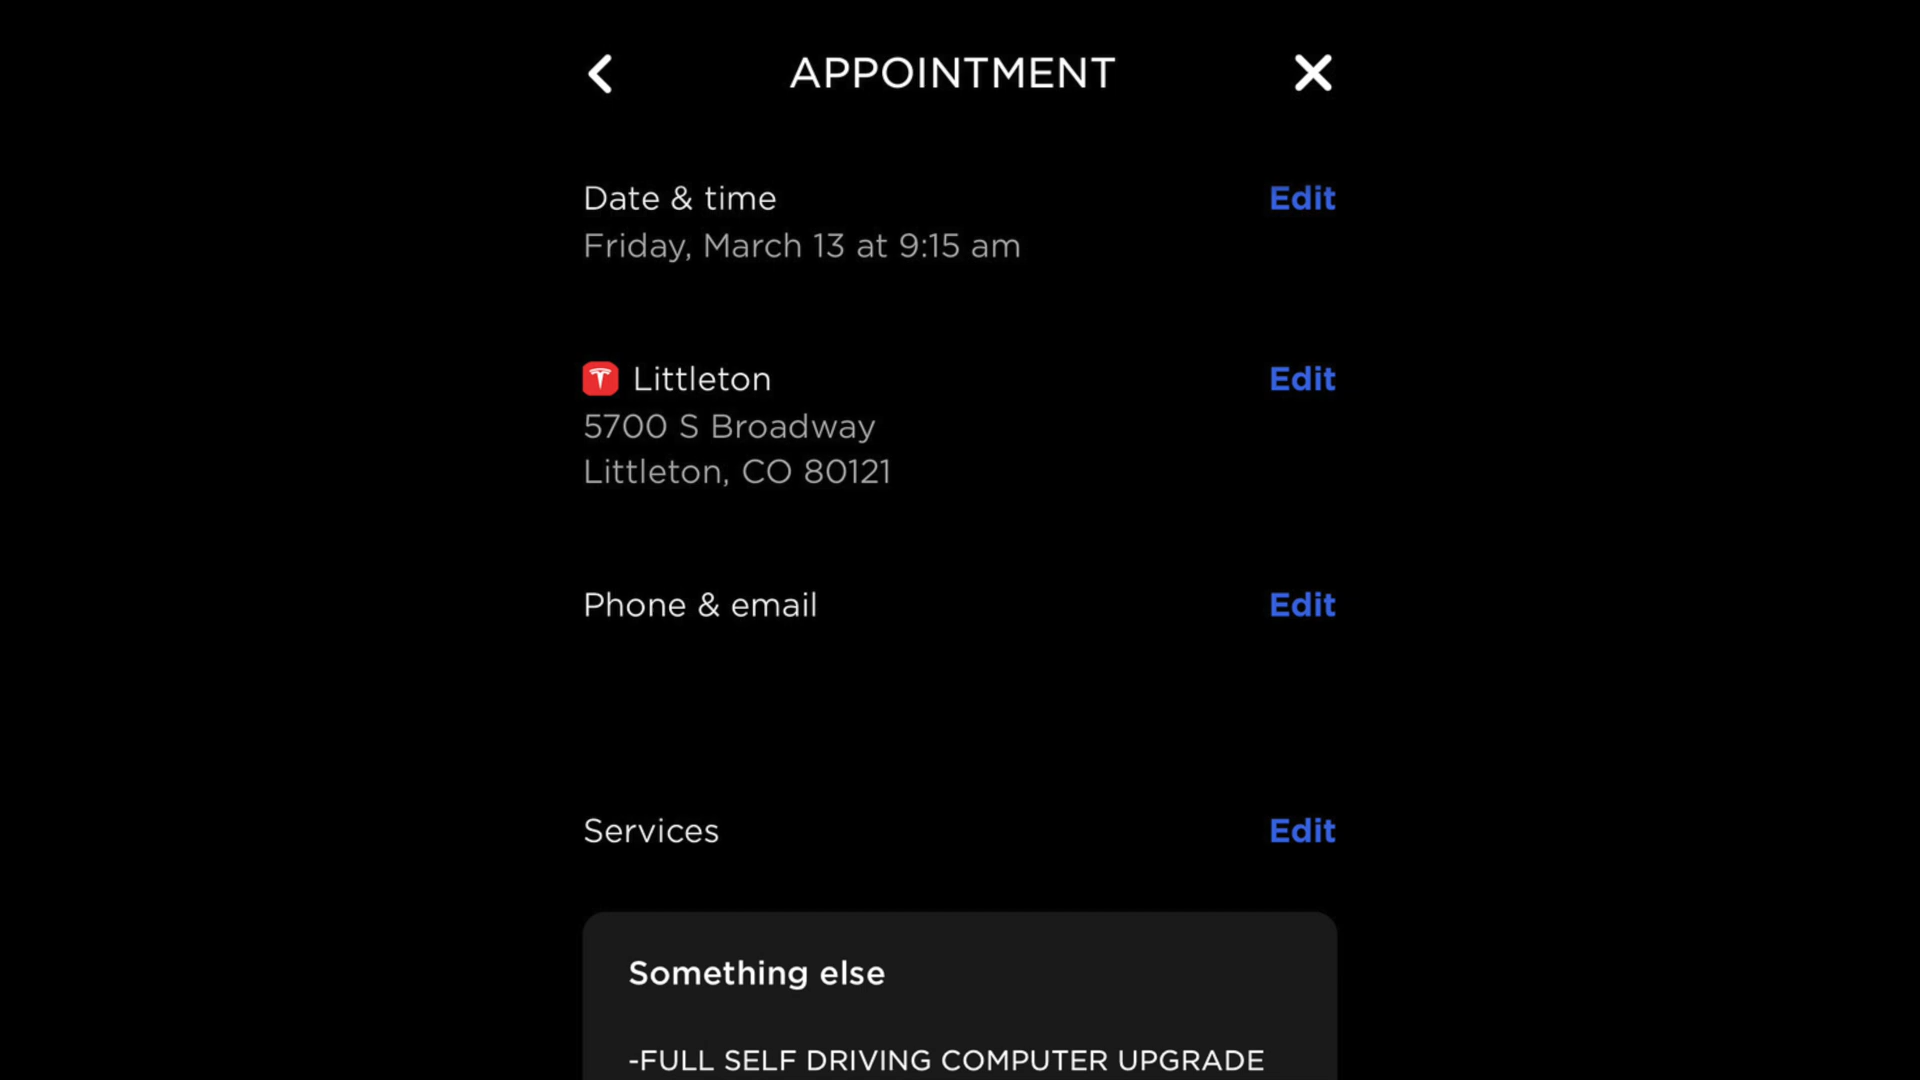 APPOINTMENT
Date & time
Edit
Friday, March 13 at 9:15 am
Littleton
Edit
5700 S Broadway
Littleton, CO 80121
Phone & email
Edit
Services
Edit
Something else
-FULL SELF DRIVING COMPUTER UPGRADE